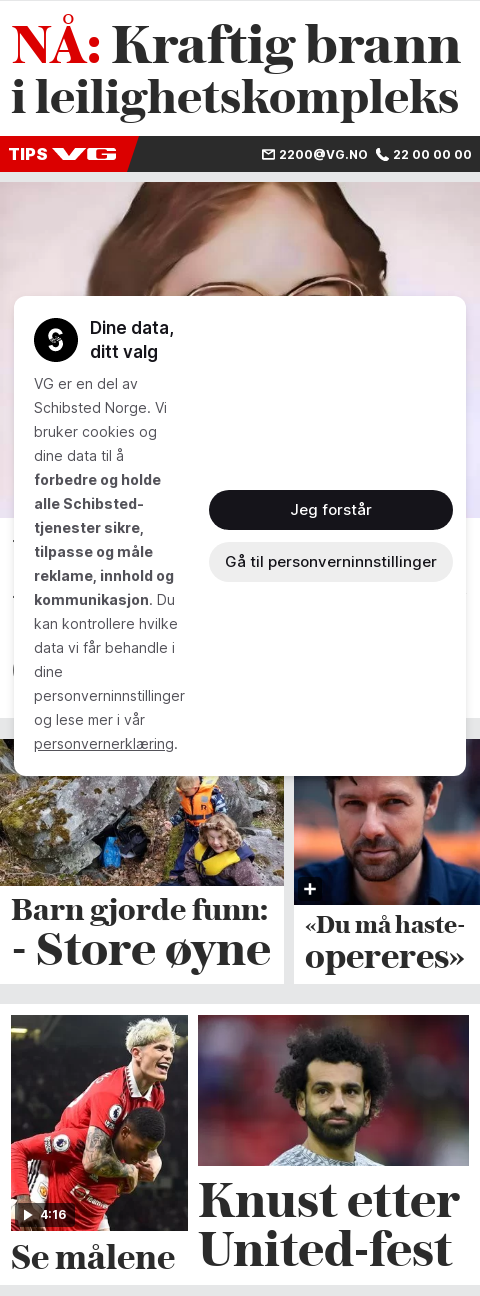 NÅ: Kraftig brann
i leilighetskompleks
TIPS VG
2200@VG.NO 22 00 00 00
Dine data,
ditt valg
VG er en del av
Schibsted Norge. Vi
bruker cookies og
dine data til å
forbedre og holde
alle Schibsted-
tjenester sikre,
tilpasse og måle
reklame, innhold og
kommunikasjon. Du
kan kontrollere hvilke
data vi får behandle i
dine
personverninnstillinger
og lese mer i vår
personvernerklæring.
Jeg forstår
Gå til personverninnstillinger
Barn gjorde funn:
- Store øyne
«Du må haste-
opereres»
4:16
Se målene
Knust etter
United-fest